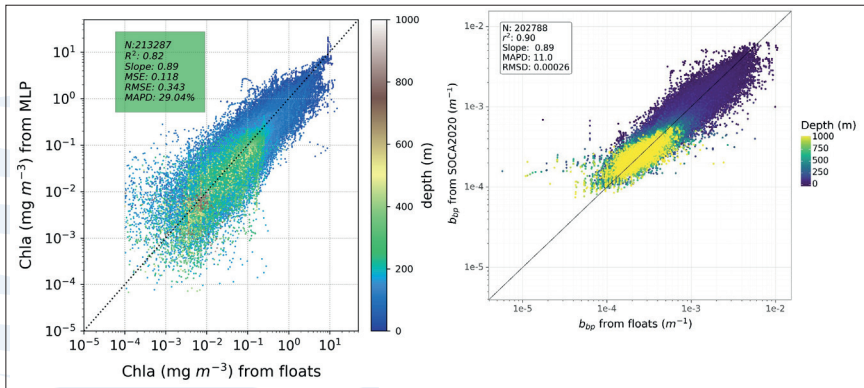 N:213287
R²: 0.82
Slope: 0.89
MSE: 0.118
RMSE: 0.343
MAPD: 29.04%
Chla (mg m⁻³) from MLP
10¹
10⁰
10⁻¹
10⁻²
10⁻³
10⁻⁴
10⁻⁵
10⁻⁵ 10⁻⁴ 10⁻³ 10⁻² 10⁻¹ 10⁰ 10¹
Chla (mg m⁻³) from floats
1000
800
600
400
200
0
depth (m)
N: 202788
r²: 0.90
Slope: 0.89
MAPD: 11.0
RMSD: 0.00026
b_bp from SOCA2020 (m⁻¹)
1e-2
1e-3
1e-4
1e-5
1e-5 1e-4 1e-3 1e-2
b_bp from floats (m⁻¹)
Depth (m)
1000
750
500
250
0